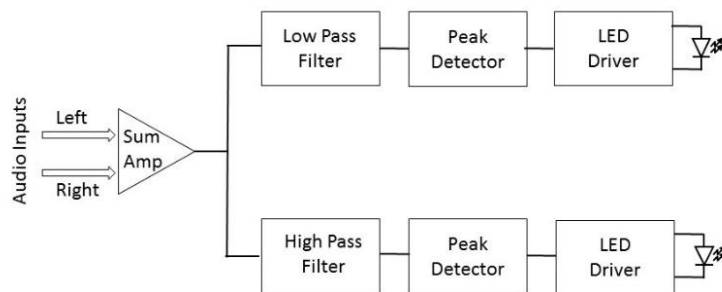 Audio Inputs
Left
Right
Sum
Amp
Low Pass
Filter
Peak
Detector
LED
Driver
High Pass
Filter
Peak
Detector
LED
Driver